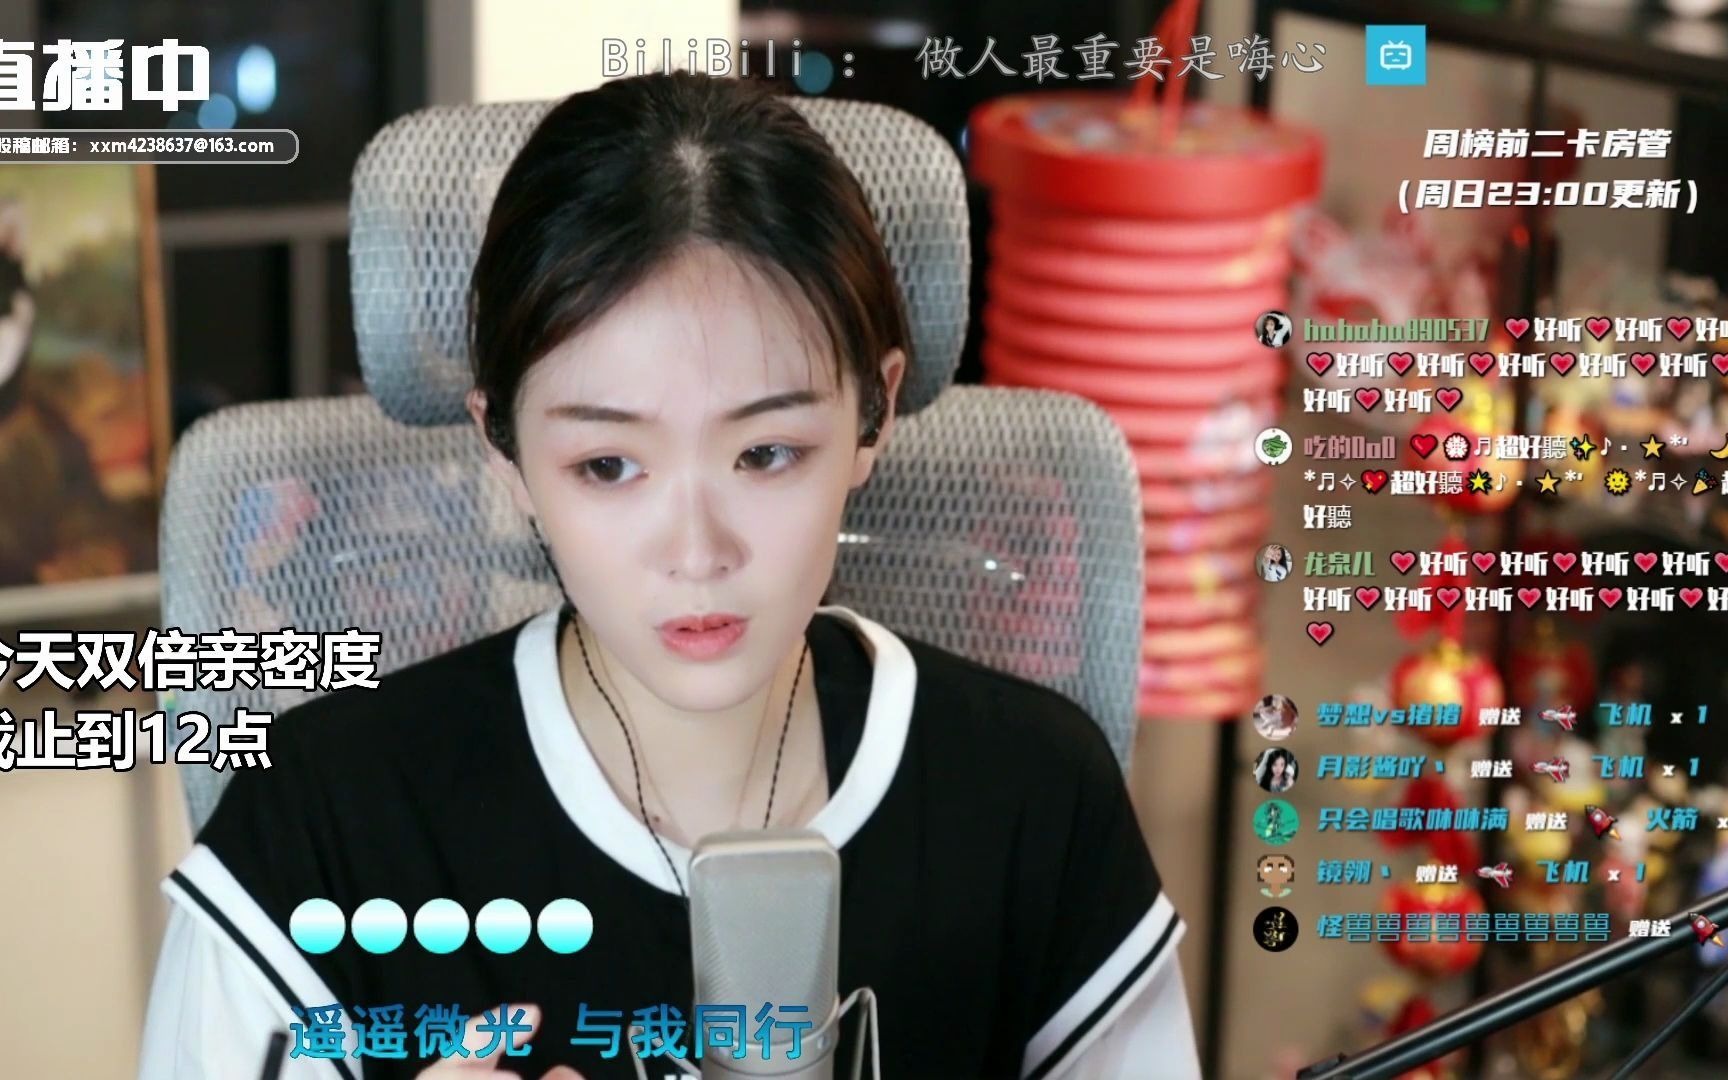 直播中
BiliBili： 做人最重要是嗨心
投稿邮箱：xxm4238637@163.com
周榜前二卡房管
(周日23:00更新)
hahaha890537 ❤好听❤好听❤好听
❤好听❤好听❤好听❤好听❤好听❤
好听❤好听❤
吃的OoO ❤♬超好聽✨♪·⭐*'🌙
*♬✧💖超好聽🌟♪·⭐*' 🌞*♬✧🎉超
好聽
龙泉儿 ❤好听❤好听❤好听❤好听❤
好听❤好听❤好听❤好听❤好听❤好
❤
今天双倍亲密度
截止到12点
梦想vs猪猪 赠送 飞机 x 1
月影酱吖丶 赠送 飞机 x 1
只会唱歌咻咻满 赠送 火箭 x
镜翎丶 赠送 飞机 x 1
怪兽兽兽兽兽兽兽兽兽 赠送
遥遥微光 与我同行